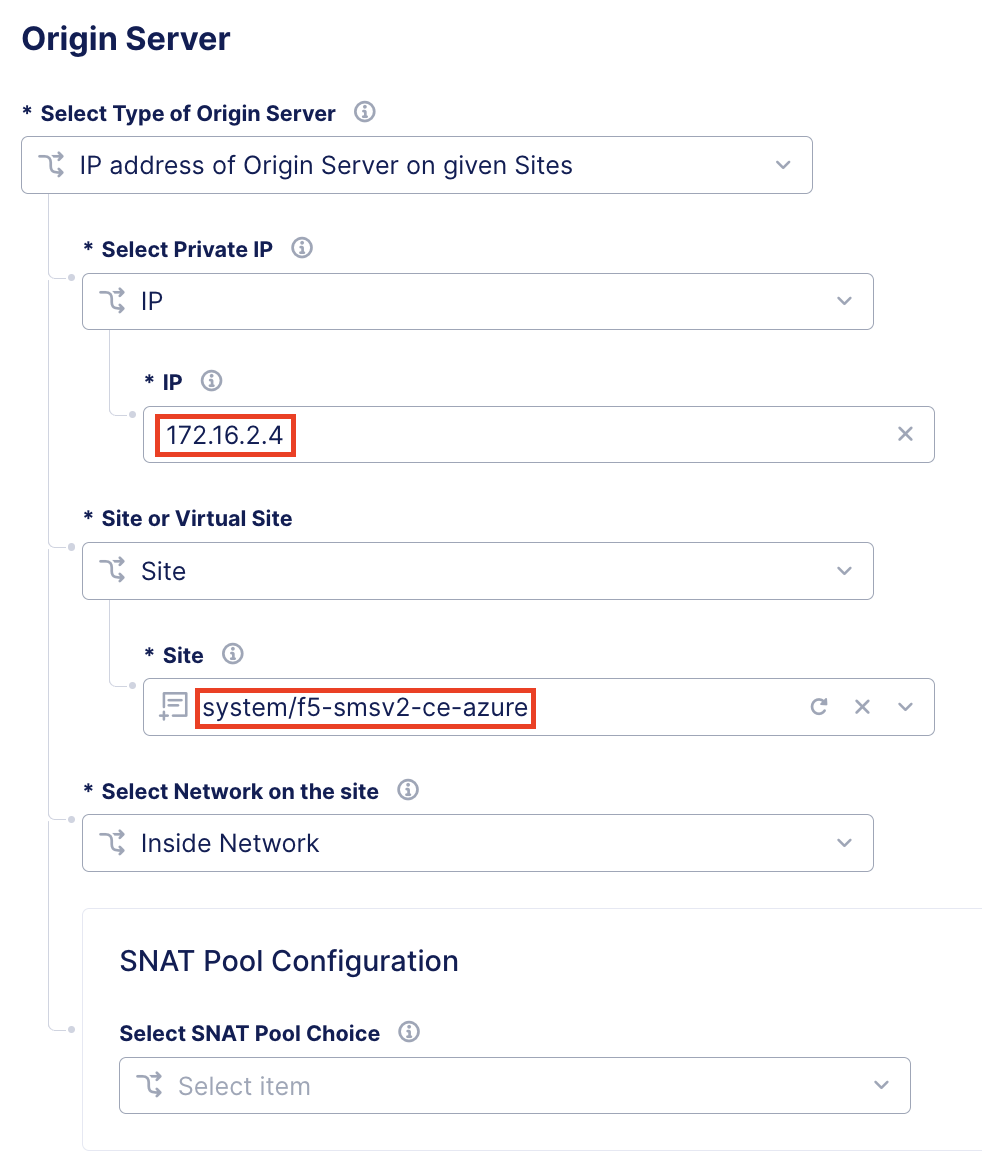 Origin Server
* Select Type of Origin Server
IP address of Origin Server on given Sites
* Select Private IP
IP
* IP
172.16.2.4
* Site or Virtual Site
Site
* Site
system/f5-smsv2-ce-azure
* Select Network on the site
Inside Network
SNAT Pool Configuration
Select SNAT Pool Choice
Select item